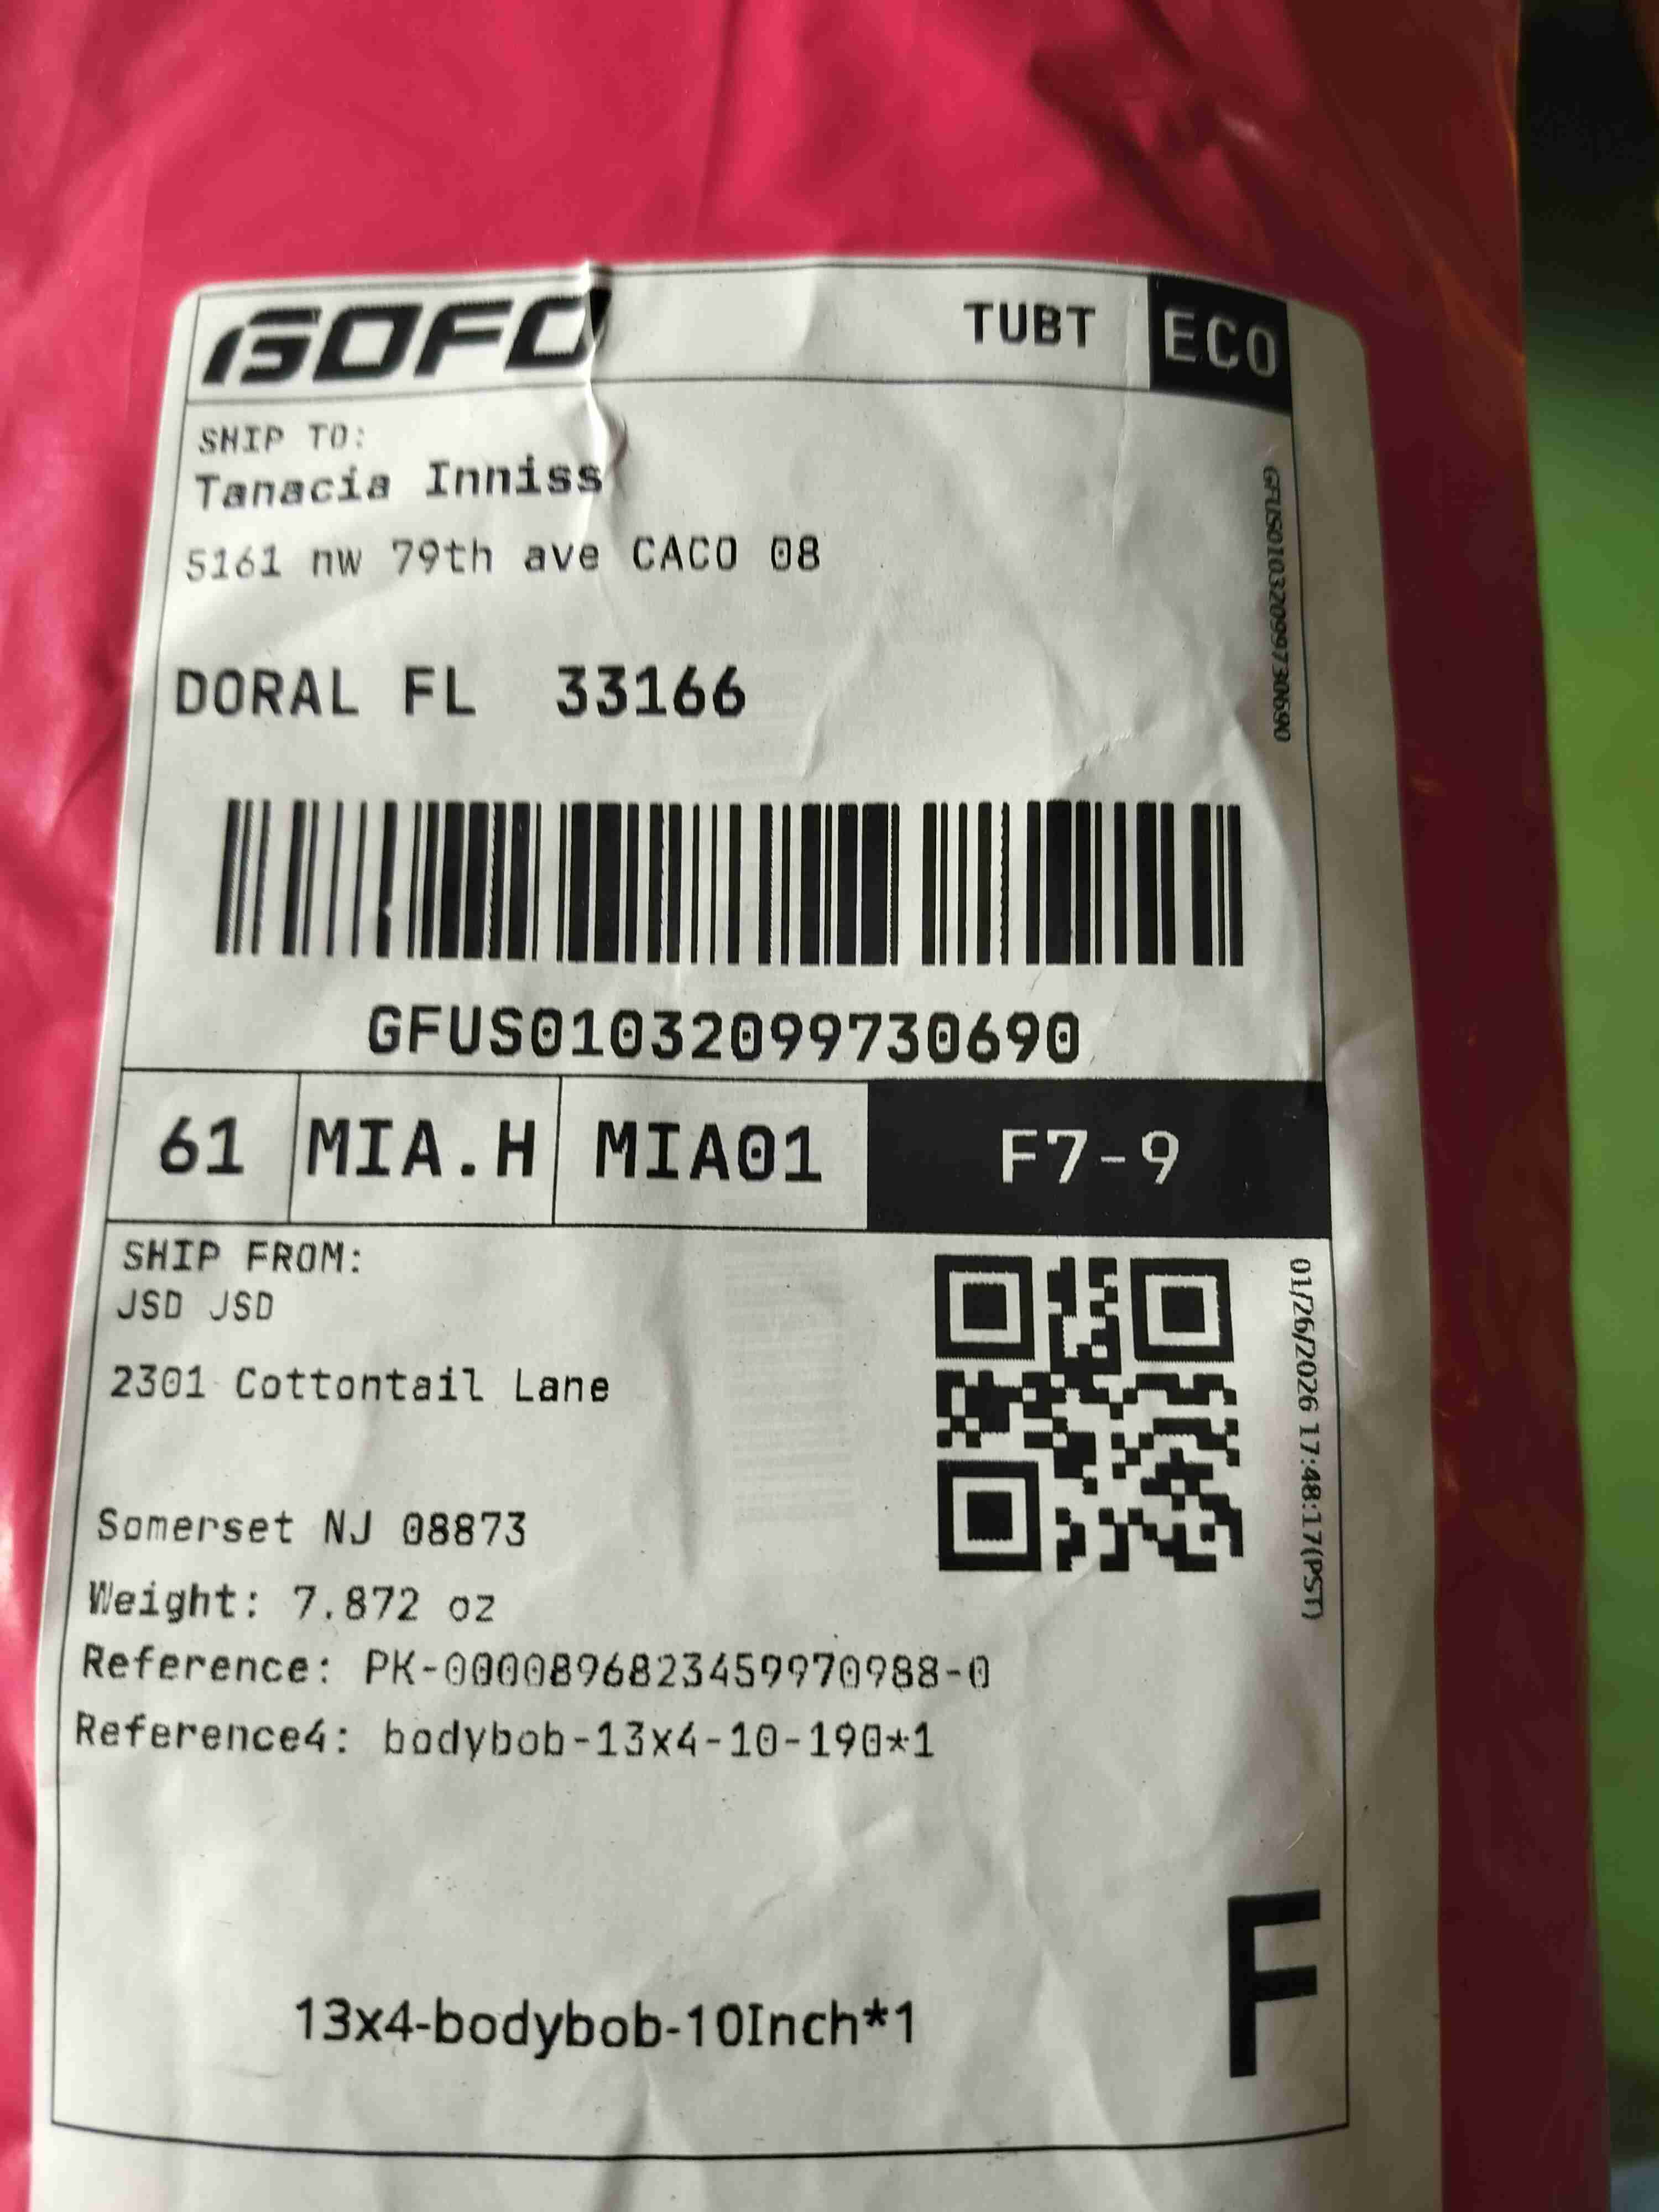 GOFO TUBT ECO
SHIP TO:
Tanacia Inniss
5161 nw 79th ave CACO 08
DORAL FL 33166
GFUS01032099730690
GFUS01032099730690
61 MIA.H MIA01 F7-9
SHIP FROM:
JSD JSD
2301 Cottontail Lane
Somerset NJ 08873
Weight: 7.872 oz
Reference: PK-0000896823459970988-0
Reference4: bodybob-13x4-10-190*1
01/26/2026 17:48:17(PST)
13x4-bodybob-10Inch*1
F